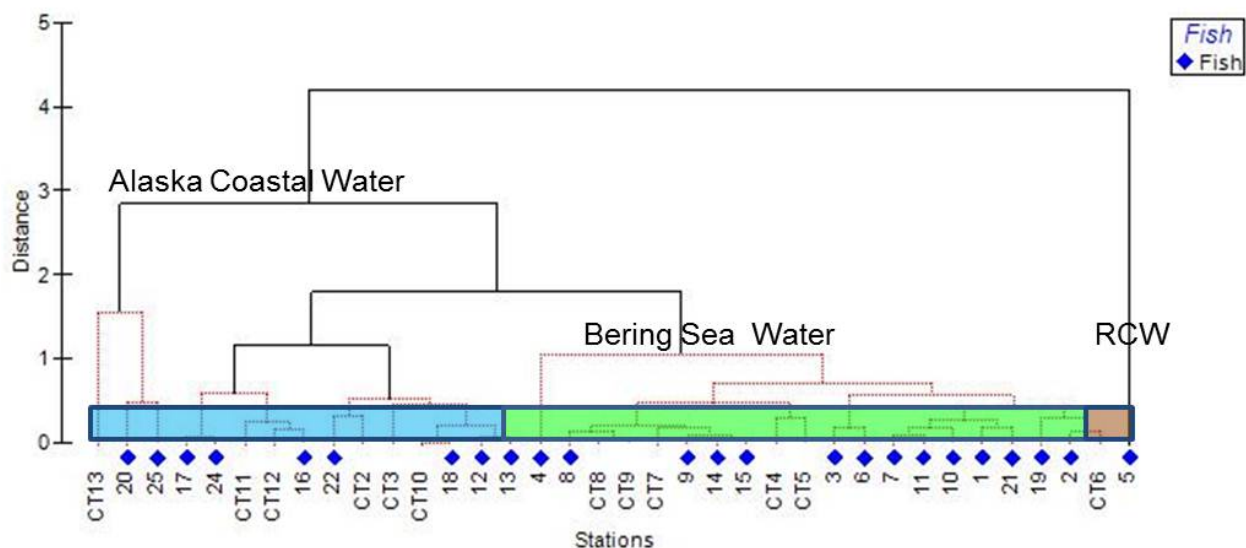 5
Fish
Fish
4
Alaska Coastal Water
3
Distance
2
Bering Sea Water
RCW
1
0
CT13
20
25
17
24
CT11
CT12
16
22
CT2
CT3
CT10
18
12
13
4
8
CT8
CT9
CT7
9
14
15
CT4
CT5
3
6
7
11
10
1
21
19
2
CT6
5
Stations